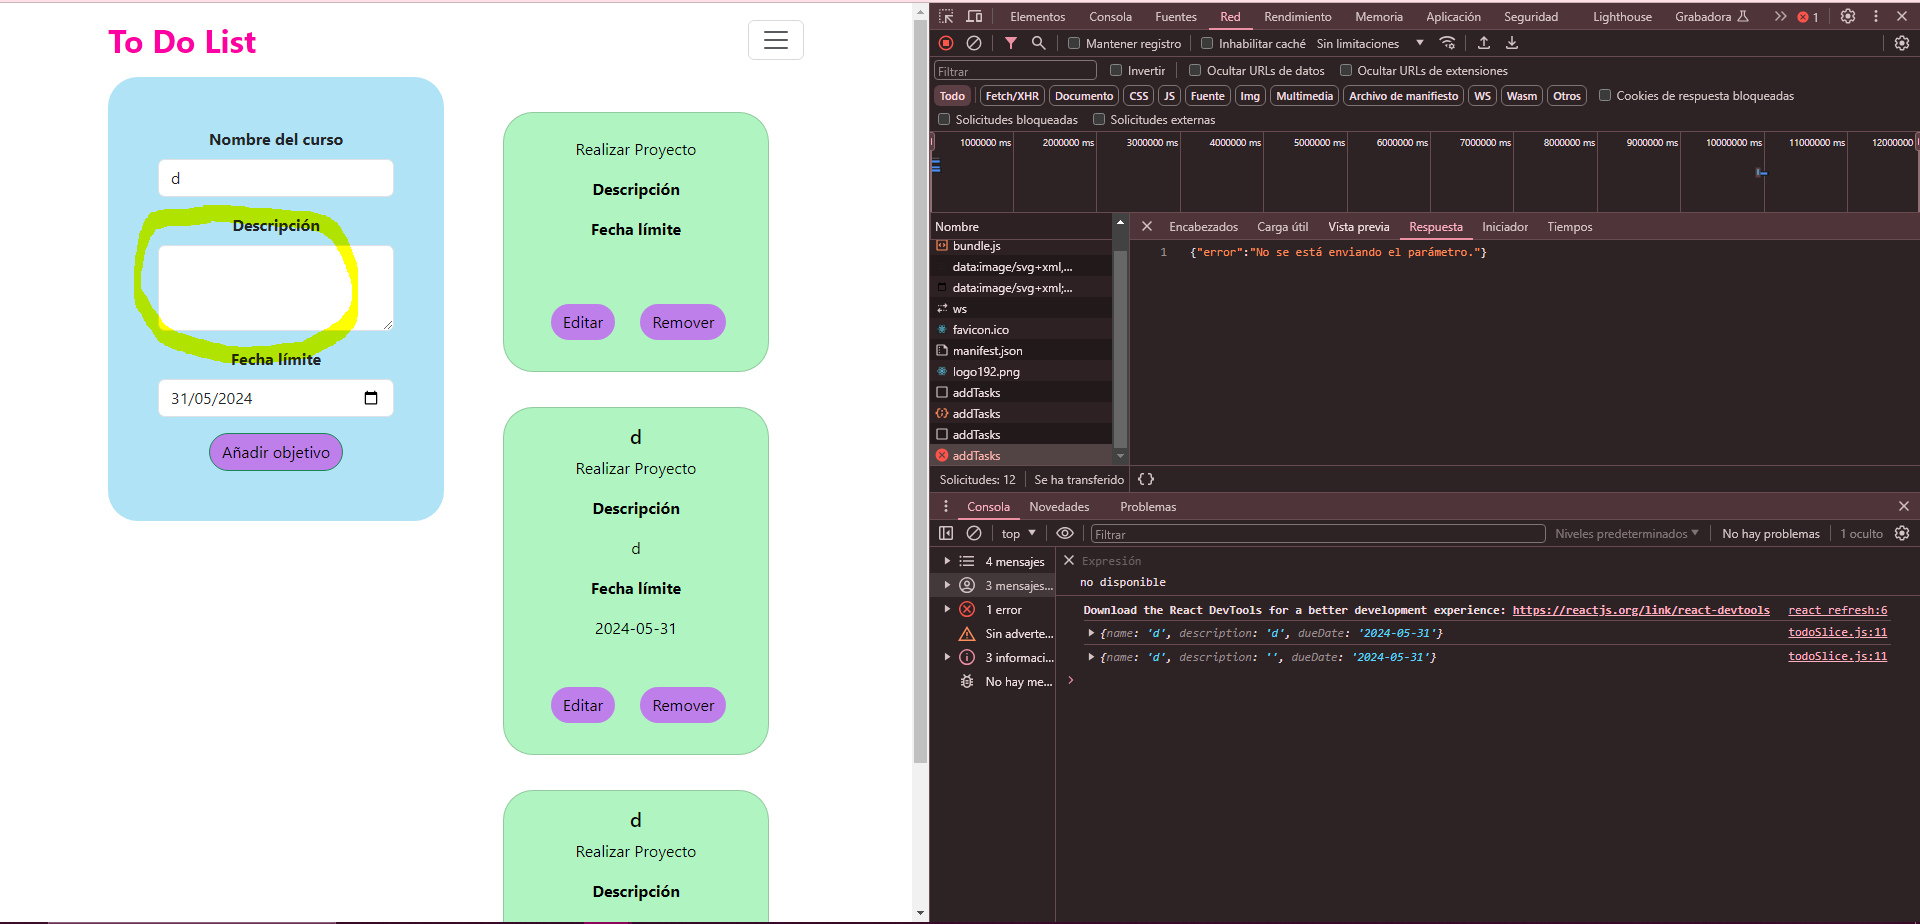 To Do List
Nombre del curso
d
Descripción
Fecha límite
31/05/2024
Añadir objetivo
Realizar Proyecto
Descripción
Fecha límite
Editar Remover
d
Realizar Proyecto
Descripción
d
Fecha límite
2024-05-31
Editar Remover
d
Realizar Proyecto
Descripción
Elementos Consola Fuentes Red Rendimiento Memoria Aplicación Seguridad Lighthouse Grabadora 1
Mantener registro Inhabilitar caché Sin limitaciones
Filtrar Invertir Ocultar URLs de datos Ocultar URLs de extensiones
Todo Fetch/XHR Documento CSS JS Fuente Img Multimedia Archivo de manifiesto WS Wasm Otros Cookies de respuesta bloqueadas
Solicitudes bloqueadas Solicitudes externas
1000000 ms 2000000 ms 3000000 ms 4000000 ms 5000000 ms 6000000 ms 7000000 ms 8000000 ms 9000000 ms 10000000 ms 11000000 ms 12000000
Nombre
bundle.js
data:image/svg+xml,...
data:image/svg+xml;...
ws
favicon.ico
manifest.json
logo192.png
addTasks
addTasks
addTasks
addTasks
Solicitudes: 12 Se ha transferido
Encabezados Carga útil Vista previa Respuesta Iniciador Tiempos
1 {"error":"No se está enviando el parámetro."}
{}
Consola Novedades Problemas
top Filtrar Niveles predeterminados No hay problemas 1 oculto
4 mensajes
3 mensajes...
1 error
Sin adverte...
3 informaci...
No hay me...
Expresión
no disponible
Download the React DevTools for a better development experience: https://reactjs.org/link/react-devtools react refresh:6
{name: 'd', description: 'd', dueDate: '2024-05-31'} todoSlice.js:11
{name: 'd', description: '', dueDate: '2024-05-31'} todoSlice.js:11